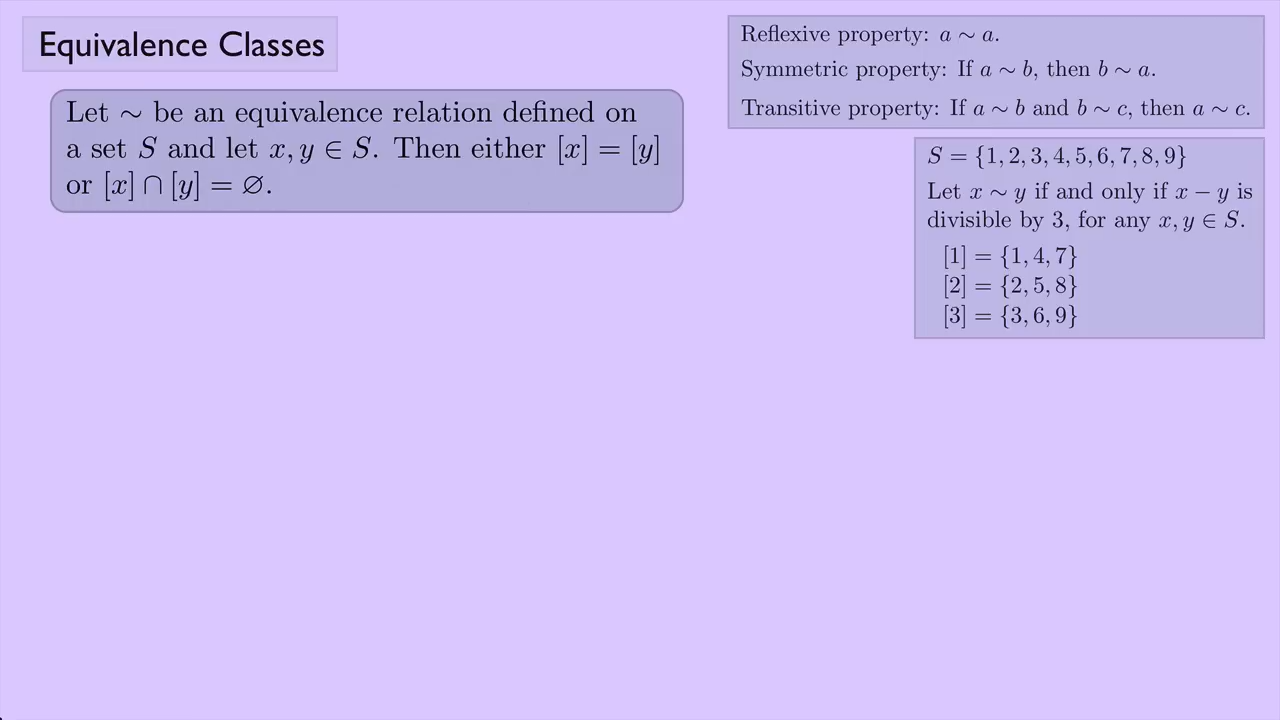 Equivalence Classes
Let ∼ be an equivalence relation defined on
a set S and let x, y ∈ S. Then either [x] = [y]
or [x] ∩ [y] = ∅.
Reflexive property: a ∼ a.
Symmetric property: If a ∼ b, then b ∼ a.
Transitive property: If a ∼ b and b ∼ c, then a ∼ c.
S = {1, 2, 3, 4, 5, 6, 7, 8, 9}
Let x ∼ y if and only if x − y is
divisible by 3, for any x, y ∈ S.
[1] = {1, 4, 7}
[2] = {2, 5, 8}
[3] = {3, 6, 9}